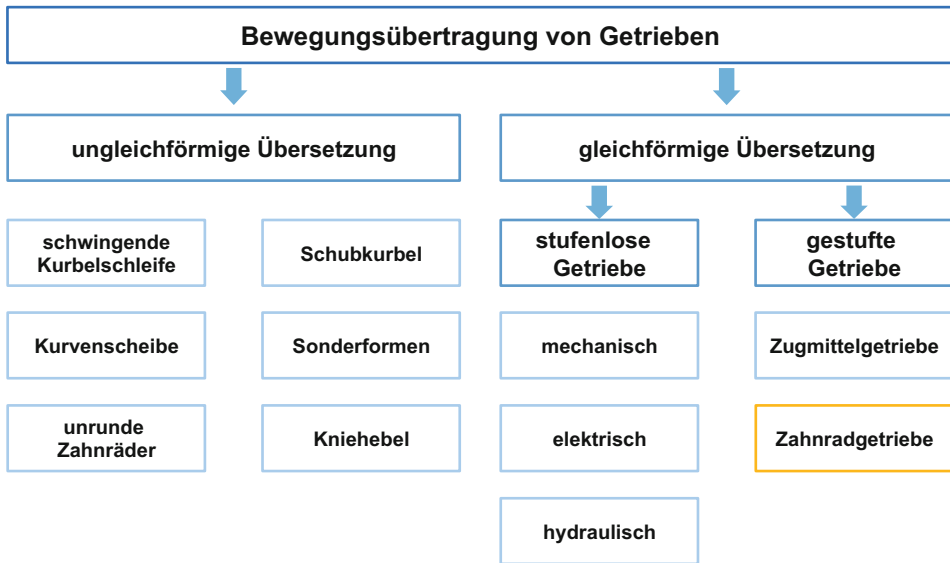 Bewegungsübertragung von Getrieben
ungleichförmige Übersetzung
gleichförmige Übersetzung
schwingende
Kurbelschleife
Schubkurbel
stufenlose
Getriebe
gestufte
Getriebe
Kurvenscheibe
Sonderformen
mechanisch
Zugmittelgetriebe
unrunde
Zahnräder
Kniehebel
elektrisch
Zahnradgetriebe
hydraulisch